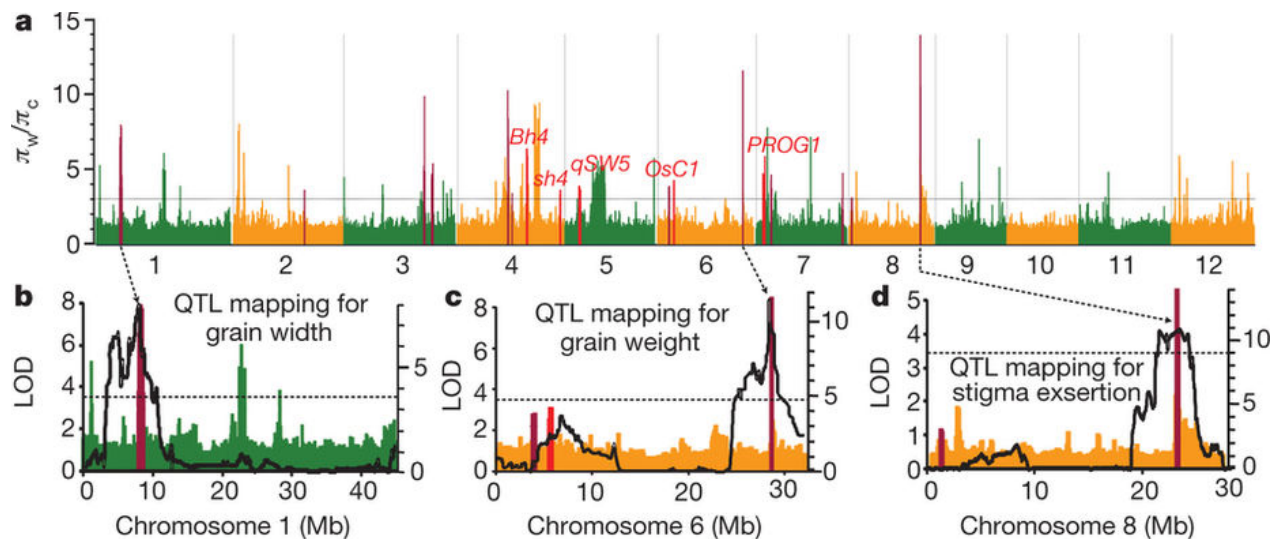 a
15
10
5
0
πw/πc
Bh4
sh4
qSW5
OsC1
PROG1
1 2 3 4 5 6 7 8 9 10 11 12
b
QTL mapping for
grain width
LOD
8
6
4
2
0
5
0
0 10 20 30 40
Chromosome 1 (Mb)
c
QTL mapping for
grain weight
LOD
8
6
4
2
0
10
5
0
0 10 20 30
Chromosome 6 (Mb)
d
QTL mapping for
stigma exsertion
LOD
5
4
3
2
1
0
10
5
0
0 10 20 30
Chromosome 8 (Mb)